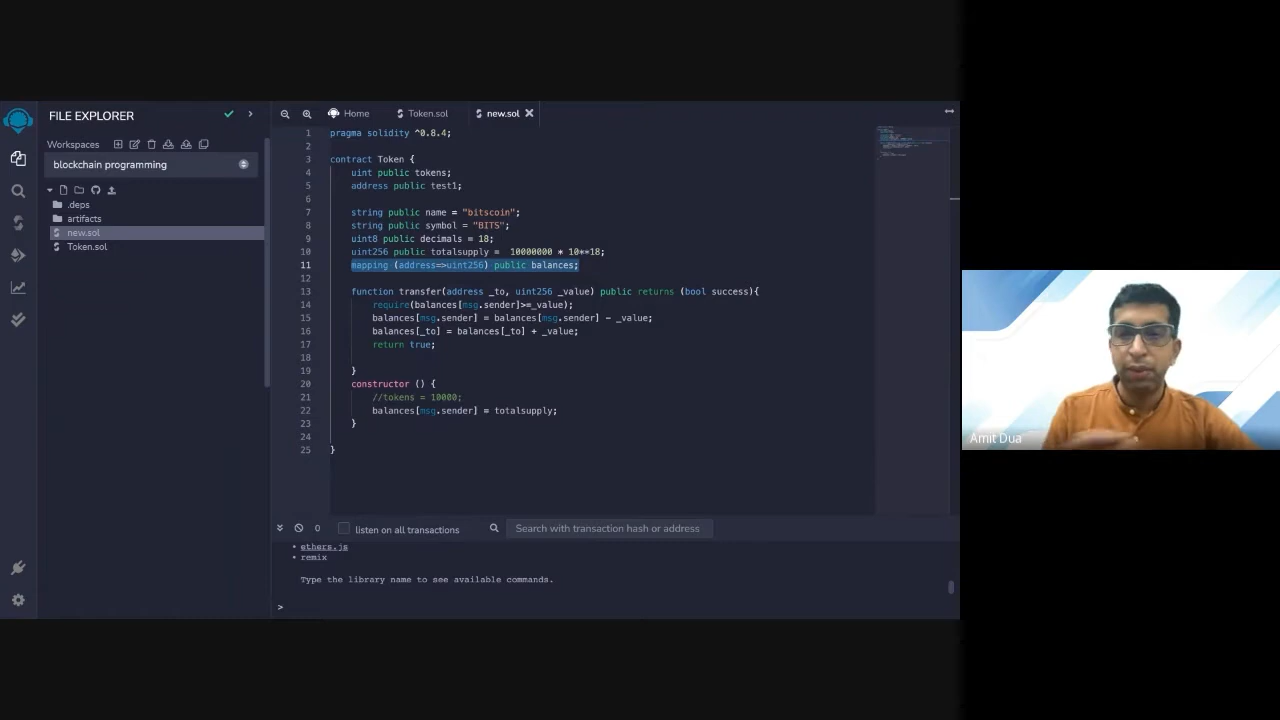 FILE EXPLORER
Workspaces
blockchain programming
.deps
artifacts
new.sol
Token.sol
Home
Token.sol
new.sol
1 pragma solidity ^0.8.4;
2
3 contract Token {
4 uint public tokens;
5 address public test1;
6
7 string public name = "bitscoin";
8 string public symbol = "BITS";
9 uint8 public decimals = 18;
10 uint256 public totalsupply =  10000000 * 10**18;
11 mapping (address=>uint256) public balances;
12
13 function transfer(address _to, uint256 _value) public returns (bool success){
14 require(balances[msg.sender]>=_value);
15 balances[msg.sender] = balances[msg.sender] - _value;
16 balances[_to] = balances[_to] + _value;
17 return true;
18
19 }
20 constructor () {
21 //tokens = 10000;
22 balances[msg.sender] = totalsupply;
23 }
24
25 }
0
listen on all transactions
Search with transaction hash or address
• ethers.js
• remix
Type the library name to see available commands.
>
Amit Dua